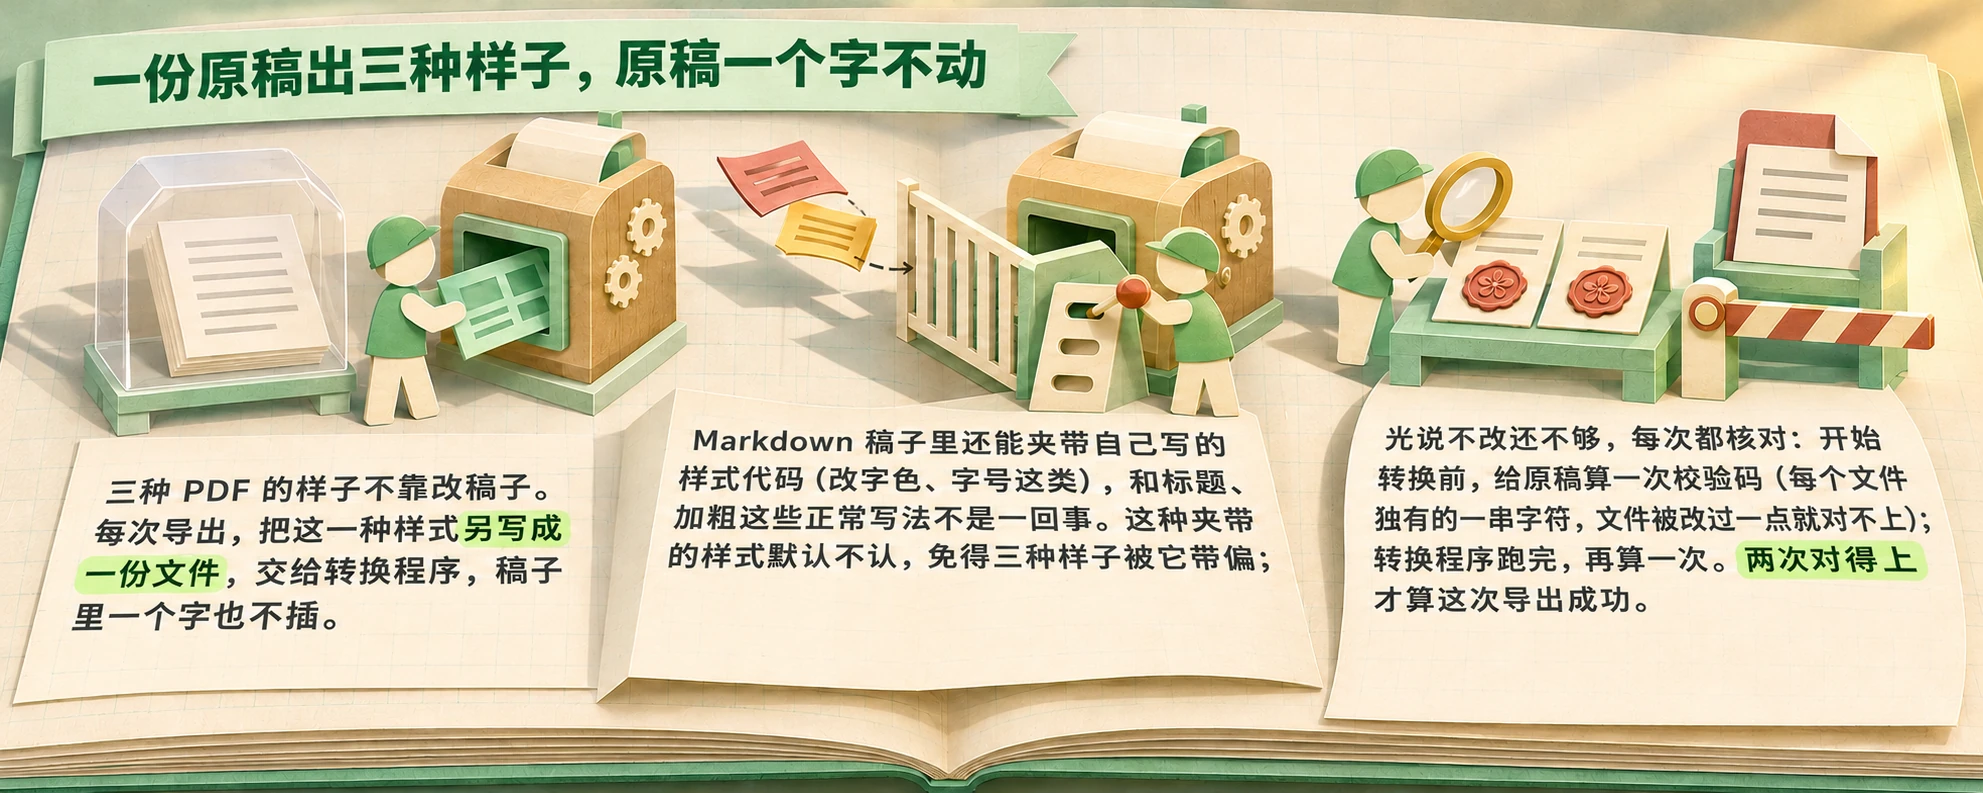 一份原稿出三种样子，原稿一个字不动
三种 PDF 的样子不靠改稿子。
每次导出，把这一种样式另写成
一份文件，交给转换程序，稿子
里一个字也不插。
Markdown 稿子里还能夹带自己写的
样式代码（改字色、字号这类），和标题、
加粗这些正常写法不是一回事。这种夹带
的样式默认不认，免得三种样子被它带偏；
光说不改还不够，每次都核对：开始
转换前，给原稿算一次校验码（每个文件
独有的一串字符，文件被改过一点就对不上）；
转换程序跑完，再算一次。两次对得上
才算这次导出成功。